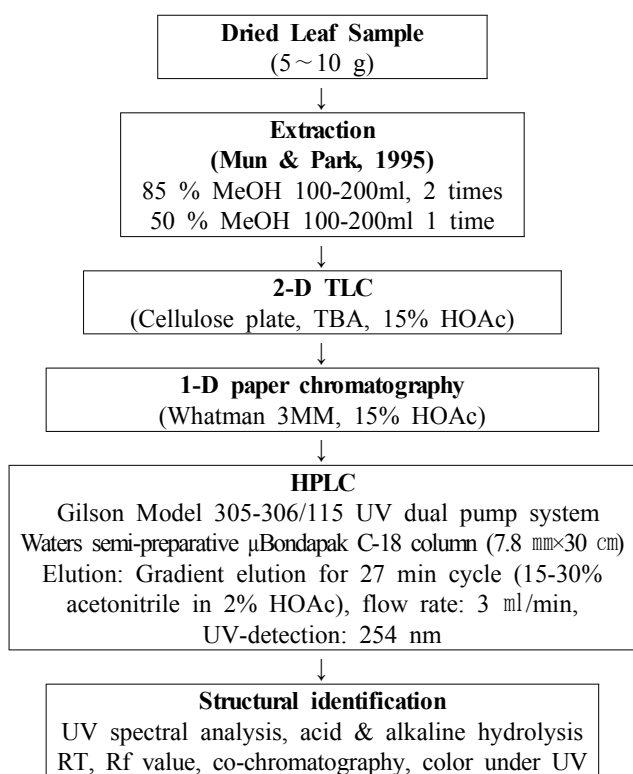 Dried Leaf Sample
(5～10 g)
↓
Extraction
(Mun & Park, 1995)
85 % MeOH 100-200ml, 2 times
50 % MeOH 100-200ml 1 time
↓
2-D TLC
(Cellulose plate, TBA, 15% HOAc)
↓
1-D paper chromatography
(Whatman 3MM, 15% HOAc)
↓
HPLC
Gilson Model 305-306/115 UV dual pump system
Waters semi-preparative μBondapak C-18 column (7.8 ㎜×30 ㎝)
Elution: Gradient elution for 27 min cycle (15-30%
acetonitrile in 2% HOAc), flow rate: 3 ㎖/min,
UV-detection: 254 nm
↓
Structural identification
UV spectral analysis, acid & alkaline hydrolysis
RT, Rf value, co-chromatography, color under UV